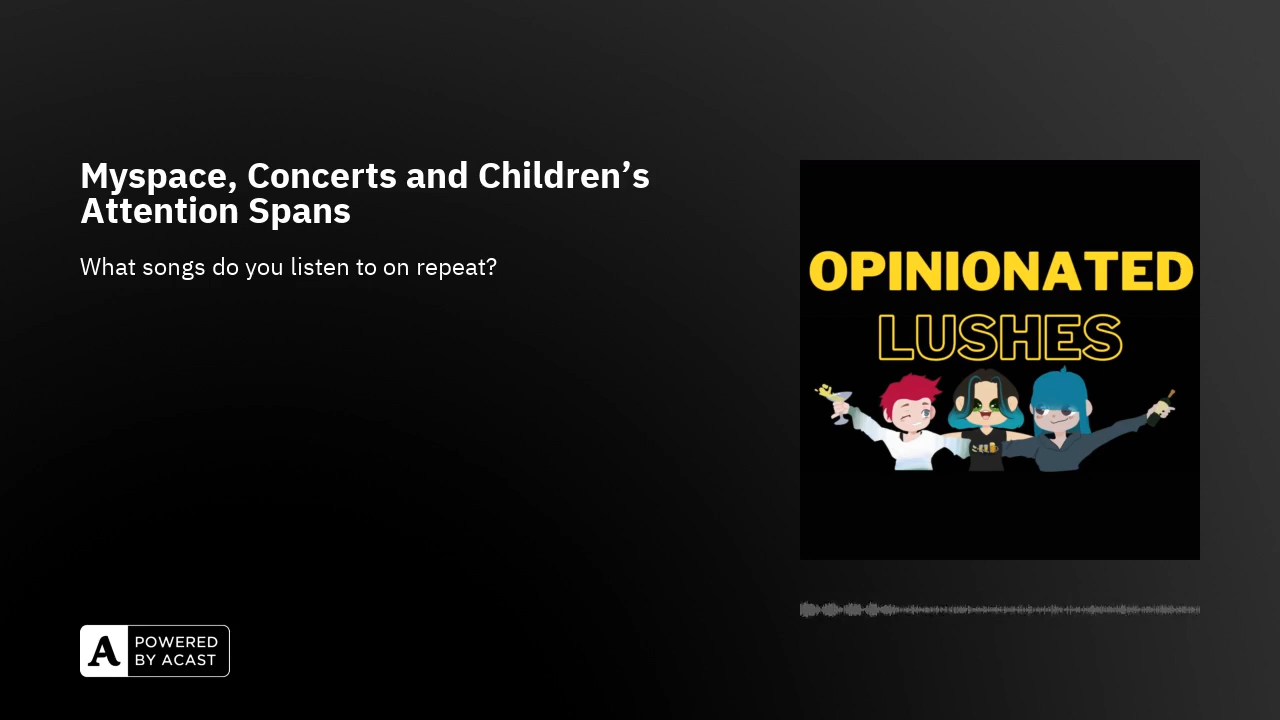 Myspace, Concerts and Children’s
Attention Spans
What songs do you listen to on repeat?
OPINIONATED
LUSHES
A POWERED
BY ACAST